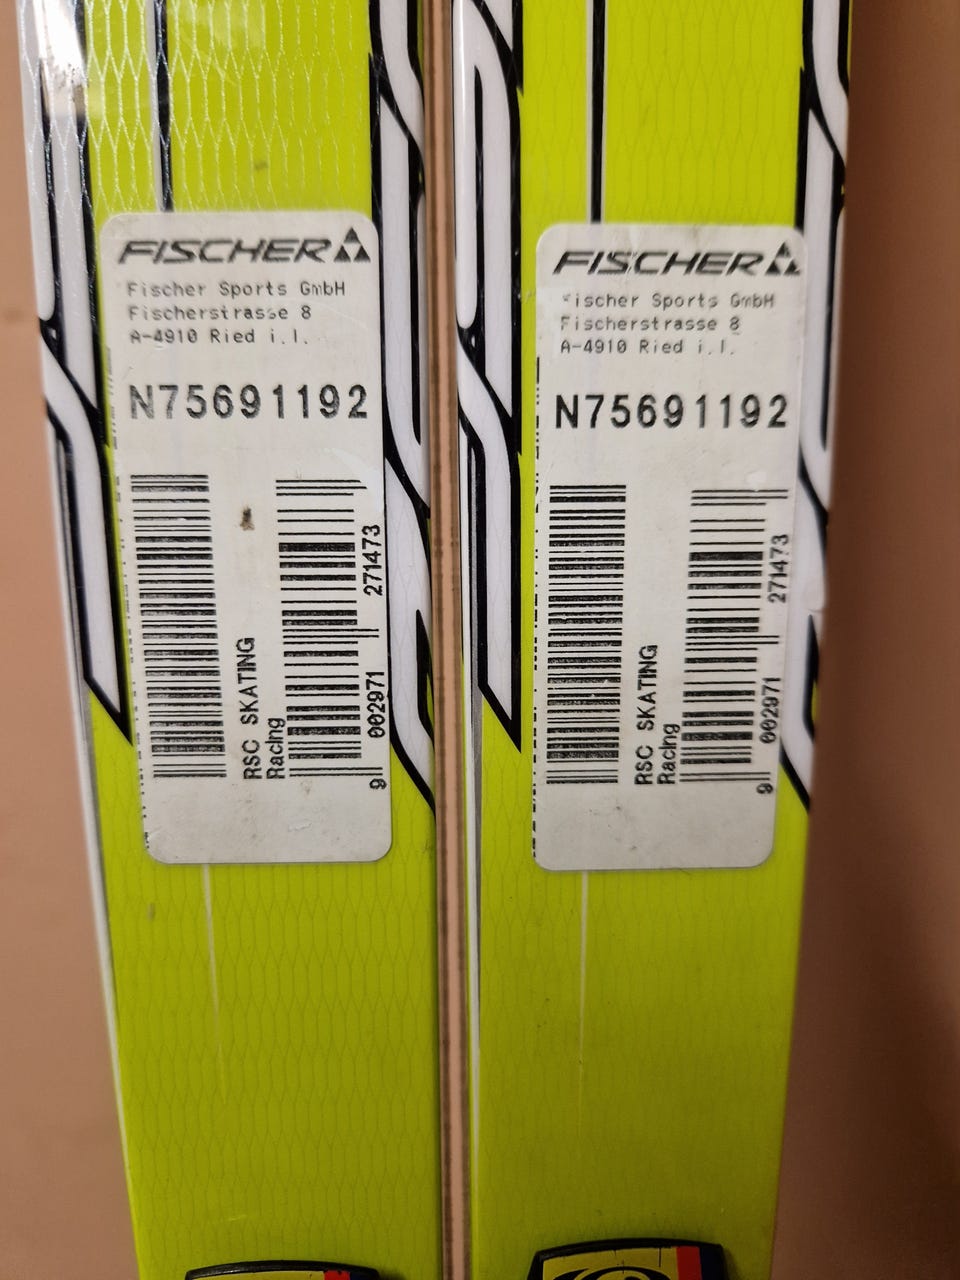 FISCHER
Fischer Sports GmbH
Fischerstrasse 8
A-4910 Ried i.I.
N75691192
RSC SKATING
Racing
9 002971 271473
FISCHER
Fischer Sports GmbH
Fischerstrasse 8
A-4910 Ried i.I.
N75691192
RSC SKATING
Racing
9 002971 271473